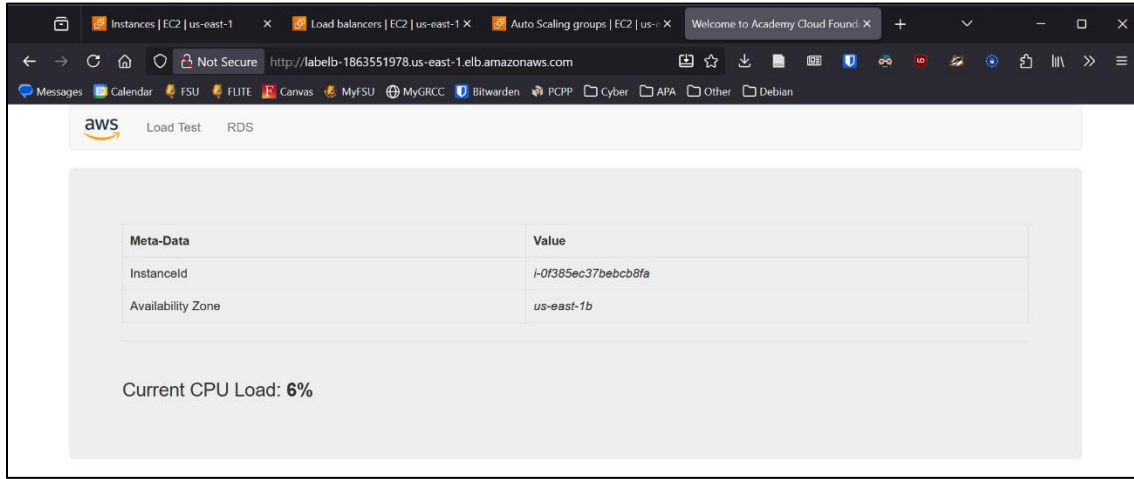 Instances | EC2 | us-east-1
Load balancers | EC2 | us-east-1
Auto Scaling groups | EC2 | us-e
Welcome to Academy Cloud Found
Not Secure http://labelb-1863551978.us-east-1.elb.amazonaws.com
Messages Calendar FSU FLITE Canvas MyFSU MyGRCC Bitwarden PCPP Cyber APA Other Debian
aws Load Test RDS
Meta-Data Value
InstanceId i-0f385ec37bebcb8fa
Availability Zone us-east-1b
Current CPU Load: 6%